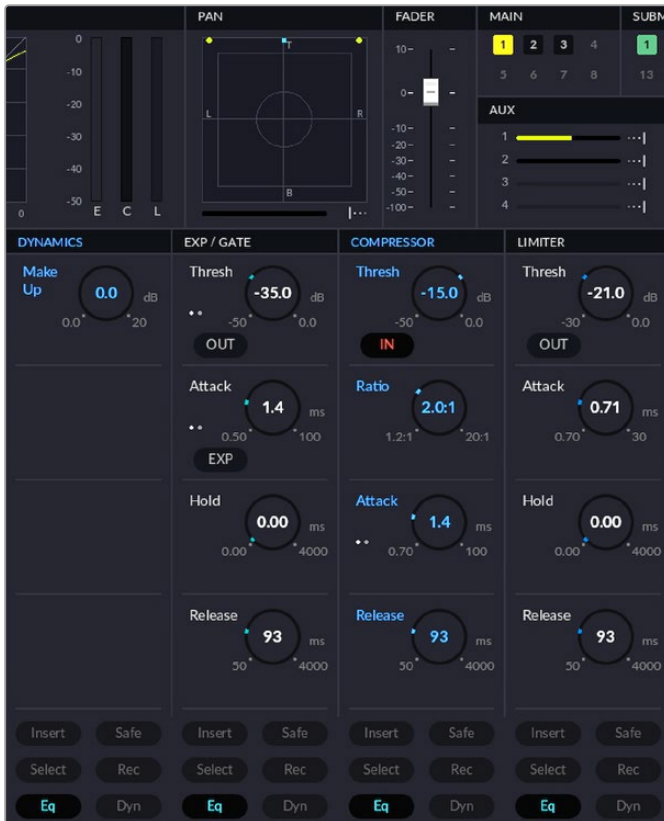 PAN FADER MAIN SUBM
0 10- 1 2 3 4 1
-10 T 5 6 7 8 13
-20 0-
-30 L R AUX
-40 -10- 1
-50 -20- 2
0 E C L B -30- 3
-40- 4
-50-
-100-
DYNAMICS EXP / GATE COMPRESSOR LIMITER
Make Up 0.0 dB Thresh -35.0 dB Thresh -15.0 dB Thresh -21.0 dB
0.0 20 -50 0.0 -50 0.0 -30 0.0
OUT IN OUT
Attack 1.4 ms Ratio 2.0:1 Attack 0.71 ms
0.50 100 1.2:1 20:1 0.70 30
EXP
Hold 0.00 ms Attack 1.4 ms Hold 0.00 ms
0.00 4000 0.70 100 0.00 4000
Release 93 ms Release 93 ms Release 93 ms
50 4000 50 4000 50 4000
Insert Safe Insert Safe Insert Safe Insert Safe
Select Rec Select Rec Select Rec Select Rec
Eq Dyn Eq Dyn Eq Dyn Eq Dyn